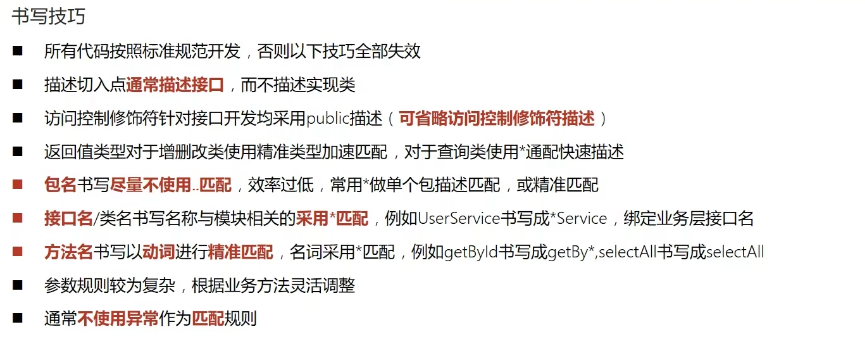 书写技巧
所有代码按照标准规范开发，否则以下技巧全部失效
描述切入点通常描述接口，而不描述实现类
访问控制修饰符针对接口开发均采用public描述（可省略访问控制修饰符描述）
返回值类型对于增删改类使用精准类型加速匹配，对于查询类使用*通配快速描述
包名书写尽量不使用..匹配，效率过低，常用*做单个包描述匹配，或精准匹配
接口名/类名书写名称与模块相关的采用*匹配，例如UserService书写成*Service，绑定业务层接口名
方法名书写以动词进行精准匹配，名词采用*匹配，例如getById书写成getBy*,selectAll书写成selectAll
参数规则较为复杂，根据业务方法灵活调整
通常不使用异常作为匹配规则